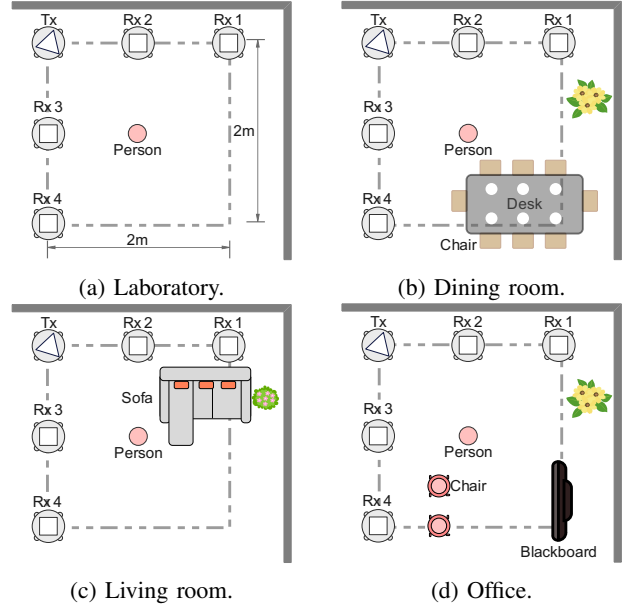 Tx Rx 2 Rx 1
Rx 3
2m
Person
Rx 4
2m
(a) Laboratory.
Tx Rx 2 Rx 1
Rx 3
Person
Rx 4
Desk
Chair
(b) Dining room.
Tx Rx 2 Rx 1
Sofa
Rx 3
Person
Rx 4
(c) Living room.
Tx Rx 2 Rx 1
Rx 3
Person
Chair
Rx 4
Blackboard
(d) Office.